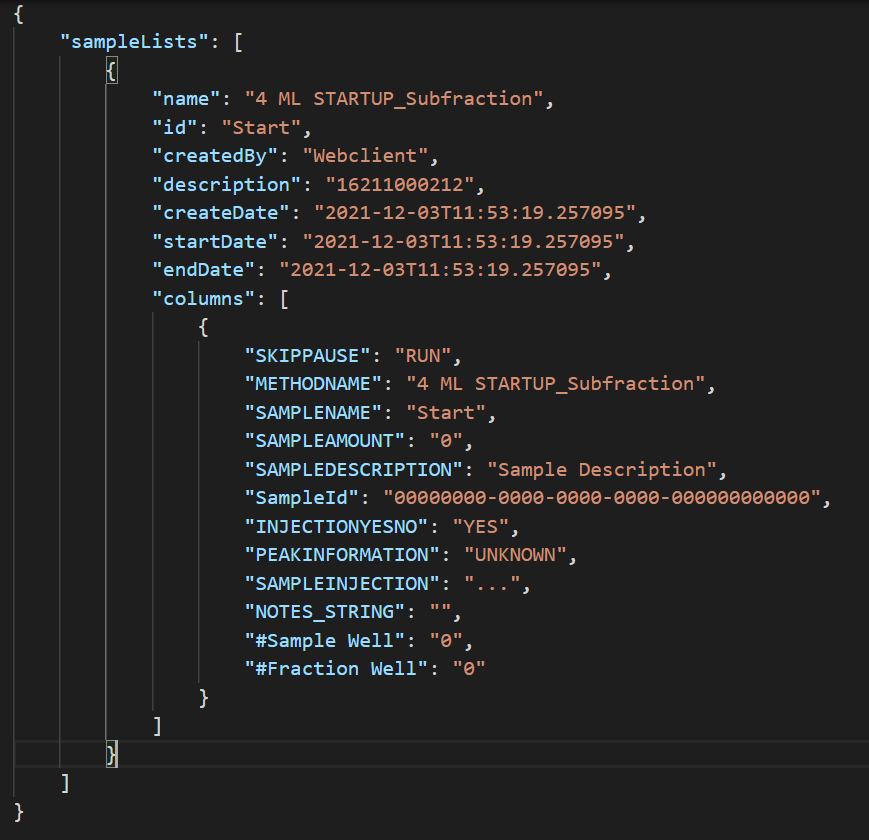 {
    "sampleLists": [
        {
            "name": "4 ML STARTUP_Subfraction",
            "id": "Start",
            "createdBy": "Webclient",
            "description": "16211000212",
            "createDate": "2021-12-03T11:53:19.257095",
            "startDate": "2021-12-03T11:53:19.257095",
            "endDate": "2021-12-03T11:53:19.257095",
            "columns": [
                {
                    "SKIPPAUSE": "RUN",
                    "METHODNAME": "4 ML STARTUP_Subfraction",
                    "SAMPLENAME": "Start",
                    "SAMPLEAMOUNT": "0",
                    "SAMPLEDESCRIPTION": "Sample Description",
                    "SampleId": "00000000-0000-0000-0000-000000000000",
                    "INJECTIONYESNO": "YES",
                    "PEAKINFORMATION": "UNKNOWN",
                    "SAMPLEINJECTION": "...",
                    "NOTES_STRING": "",
                    "#Sample Well": "0",
                    "#Fraction Well": "0"
                }
            ]
        }
    ]
}